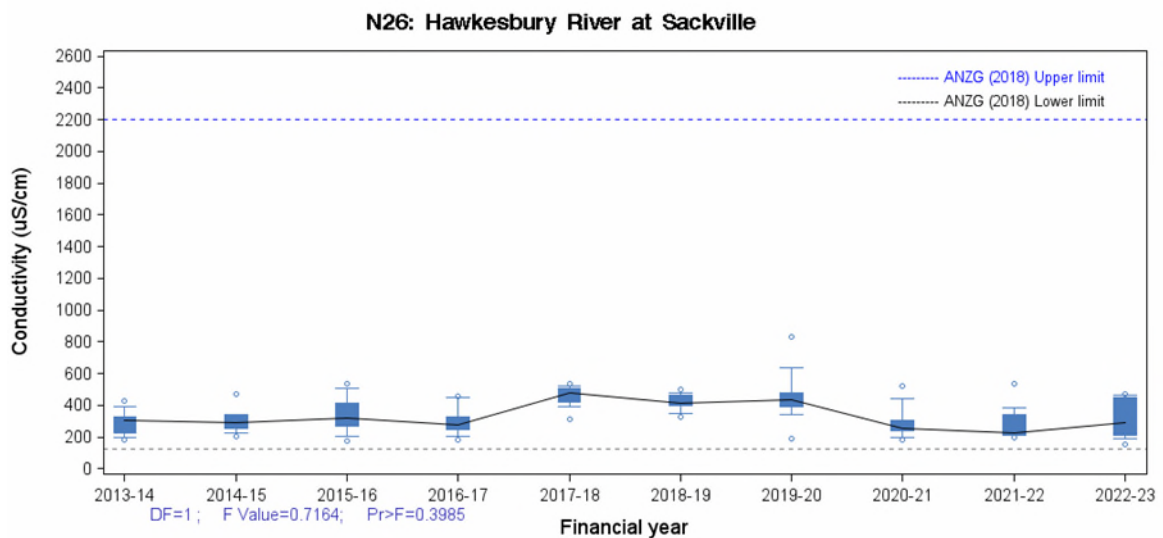 N26: Hawkesbury River at Sackville
2600
2400
2200
2000
1800
1600
1400
1200
1000
800
600
400
200
0
Conductivity (uS/cm)
ANZG (2018) Upper limit
ANZG (2018) Lower limit
2013-14 2014-15 2015-16 2016-17 2017-18 2018-19 2019-20 2020-21 2021-22 2022-23
DF=1 ; F Value=0.7164; Pr>F=0.3985
Financial year